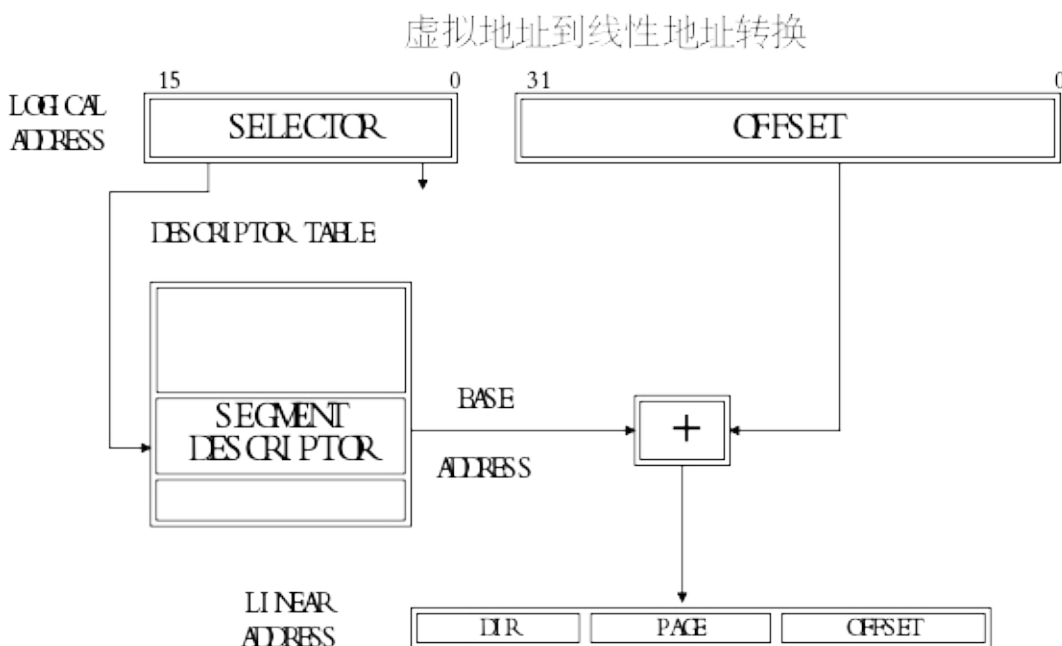 虚拟地址到线性地址转换
15 0 31 0
LOGICAL
ADDRESS
SELECTOR
OFFSET
DESCRIPTOR TABLE
SEGMENT
DESCRIPTOR
BASE
ADDRESS
+
LINEAR
ADDRESS
DIR PAGE OFFSET